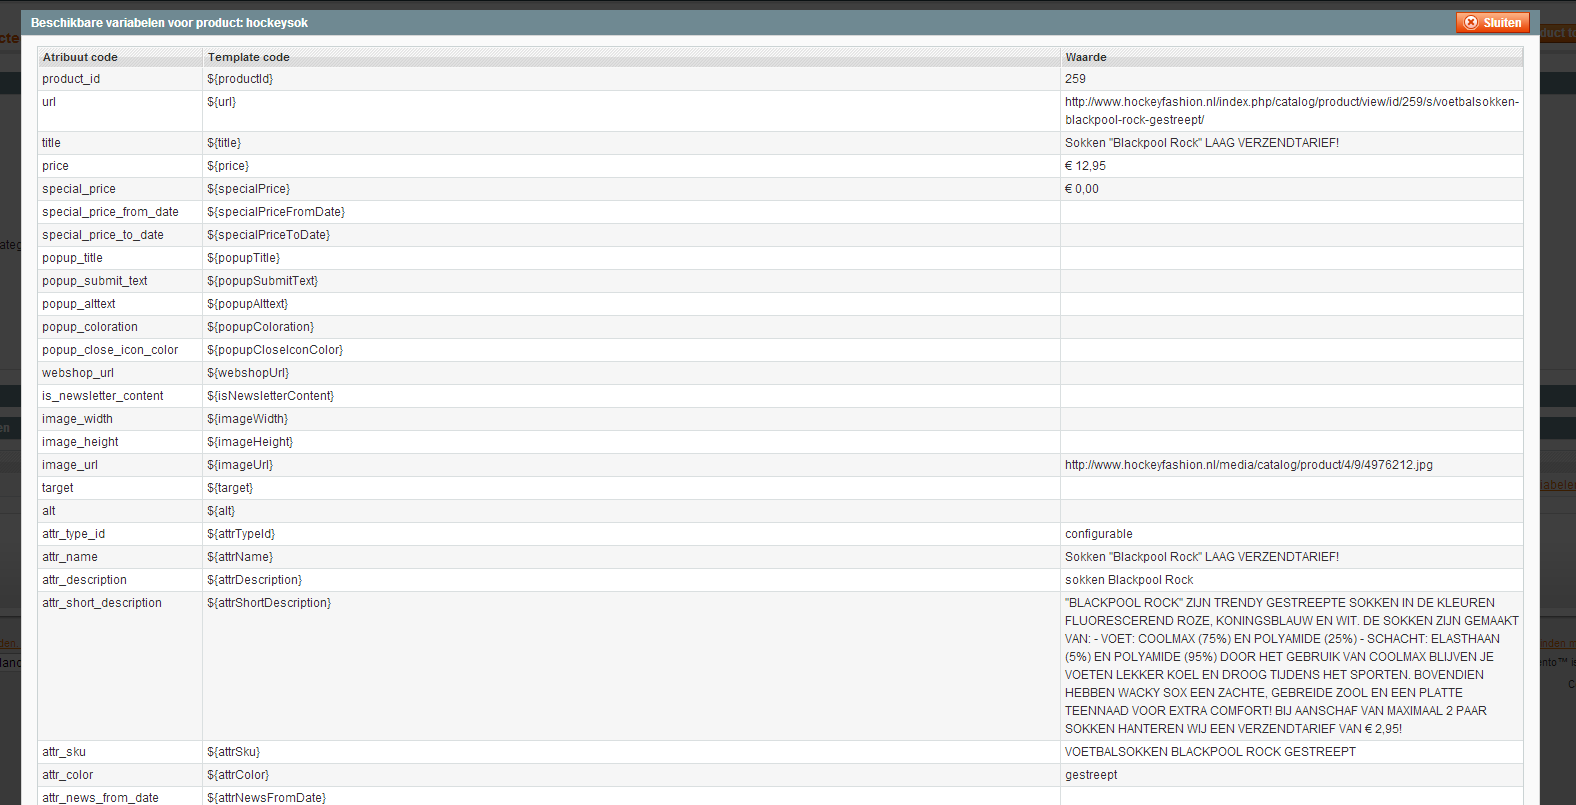 Beschikbare variabelen voor product: hockeysok
Sluiten
Atribuut code Template code Waarde
product_id ${productId} 259
url ${url} http://www.hockeyfashion.nl/index.php/catalog/product/view/id/259/s/voetbalsokken-
blackpool-rock-gestreept/
title ${title} Sokken "Blackpool Rock" LAAG VERZENDTARIEF!
price ${price} € 12,95
special_price ${specialPrice} € 0,00
special_price_from_date ${specialPriceFromDate}
special_price_to_date ${specialPriceToDate}
popup_title ${popupTitle}
popup_submit_text ${popupSubmitText}
popup_alttext ${popupAlttext}
popup_coloration ${popupColoration}
popup_close_icon_color ${popupCloseIconColor}
webshop_url ${webshopUrl}
is_newsletter_content ${isNewsletterContent}
image_width ${imageWidth}
image_height ${imageHeight}
image_url ${imageUrl} http://www.hockeyfashion.nl/media/catalog/product/4/9/4976212.jpg
target ${target}
alt ${alt}
attr_type_id ${attrTypeId} configurable
attr_name ${attrName} Sokken "Blackpool Rock" LAAG VERZENDTARIEF!
attr_description ${attrDescription} sokken Blackpool Rock
attr_short_description ${attrShortDescription} "BLACKPOOL ROCK" ZIJN TRENDY GESTREEPTE SOKKEN IN DE KLEUREN
FLUORESCEREND ROZE, KONINGSBLAUW EN WIT. DE SOKKEN ZIJN GEMAAKT
VAN: - VOET: COOLMAX (75%) EN POLYAMIDE (25%) - SCHACHT: ELASTHAAN
(5%) EN POLYAMIDE (95%) DOOR HET GEBRUIK VAN COOLMAX BLIJVEN JE
VOETEN LEKKER KOEL EN DROOG TIJDENS HET SPORTEN. BOVENDIEN
HEBBEN WACKY SOX EEN ZACHTE, GEBREIDE ZOOL EN EEN PLATTE
TEENNAAD VOOR EXTRA COMFORT! BIJ AANSCHAF VAN MAXIMAAL 2 PAAR
SOKKEN HANTEREN WIJ EEN VERZENDTARIEF VAN € 2,95!
attr_sku ${attrSku} VOETBALSOKKEN BLACKPOOL ROCK GESTREEPT
attr_color ${attrColor} gestreept
attr_news_from_date ${attrNewsFromDate}